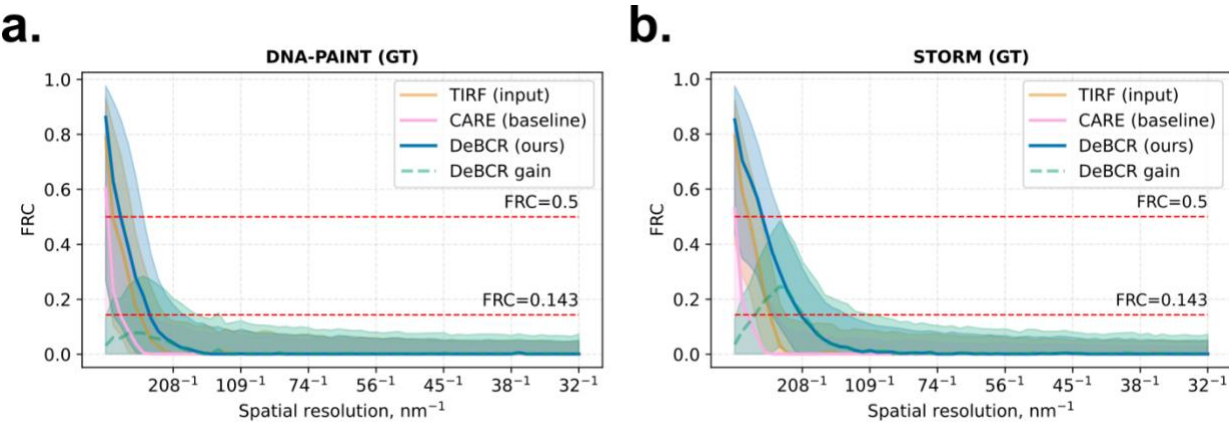 a.
DNA-PAINT (GT)
1.0
0.8
0.6
0.4
0.2
0.0
FRC
TIRF (input)
CARE (baseline)
DeBCR (ours)
DeBCR gain
FRC=0.5
FRC=0.143
208⁻¹ 109⁻¹ 74⁻¹ 56⁻¹ 45⁻¹ 38⁻¹ 32⁻¹
Spatial resolution, nm⁻¹
b.
STORM (GT)
1.0
0.8
0.6
0.4
0.2
0.0
FRC
TIRF (input)
CARE (baseline)
DeBCR (ours)
DeBCR gain
FRC=0.5
FRC=0.143
208⁻¹ 109⁻¹ 74⁻¹ 56⁻¹ 45⁻¹ 38⁻¹ 32⁻¹
Spatial resolution, nm⁻¹